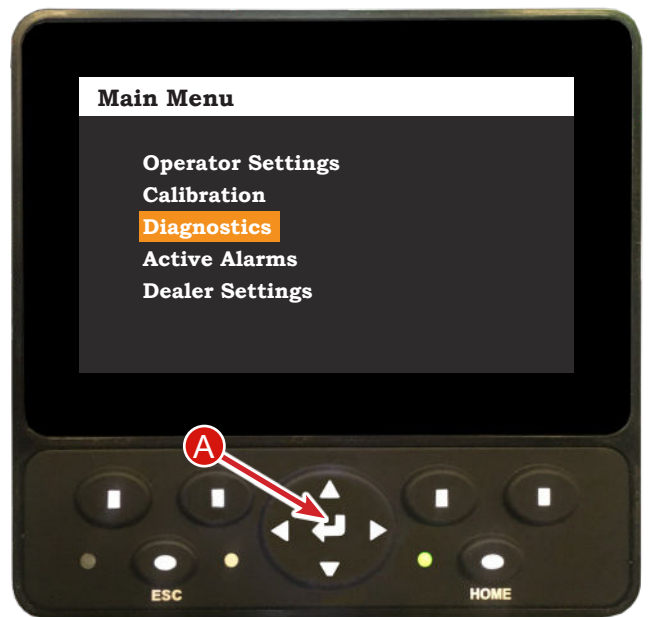 Main Menu
Operator Settings
Calibration
Diagnostics
Active Alarms
Dealer Settings
A
ESC
HOME